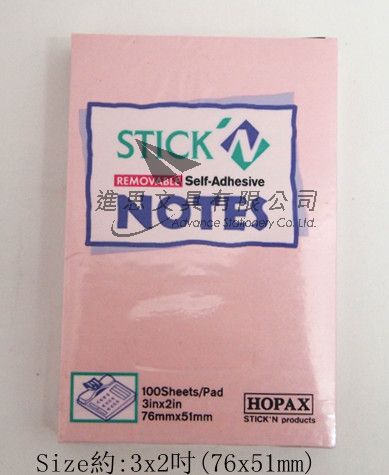 STICK'N
REMOVABLE Self-Adhesive
NOTES
進思文具有限公司
Advance Stationery Co.,Ltd.
100Sheets/Pad
3inx2in
76mmx51mm
HOPAX
STICK'N products
Size約:3x2吋(76x51mm)